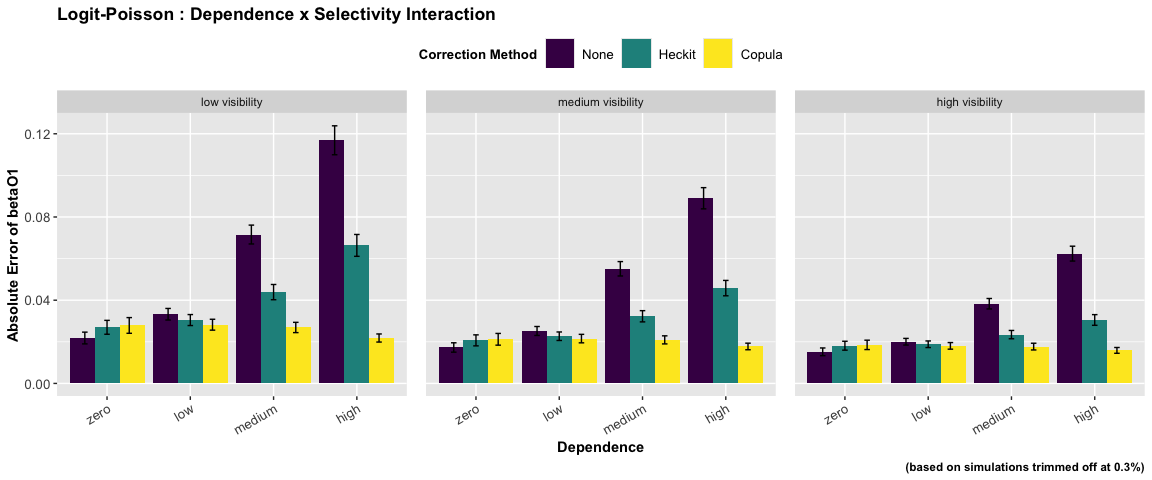 Logit-Poisson : Dependence x Selectivity Interaction
Correction Method None Heckit Copula
low visibility medium visibility high visibility
Absolute Error of betaO1
0.12
0.08
0.04
0.00
zero low medium high zero low medium high zero low medium high
Dependence
(based on simulations trimmed off at 0.3%)